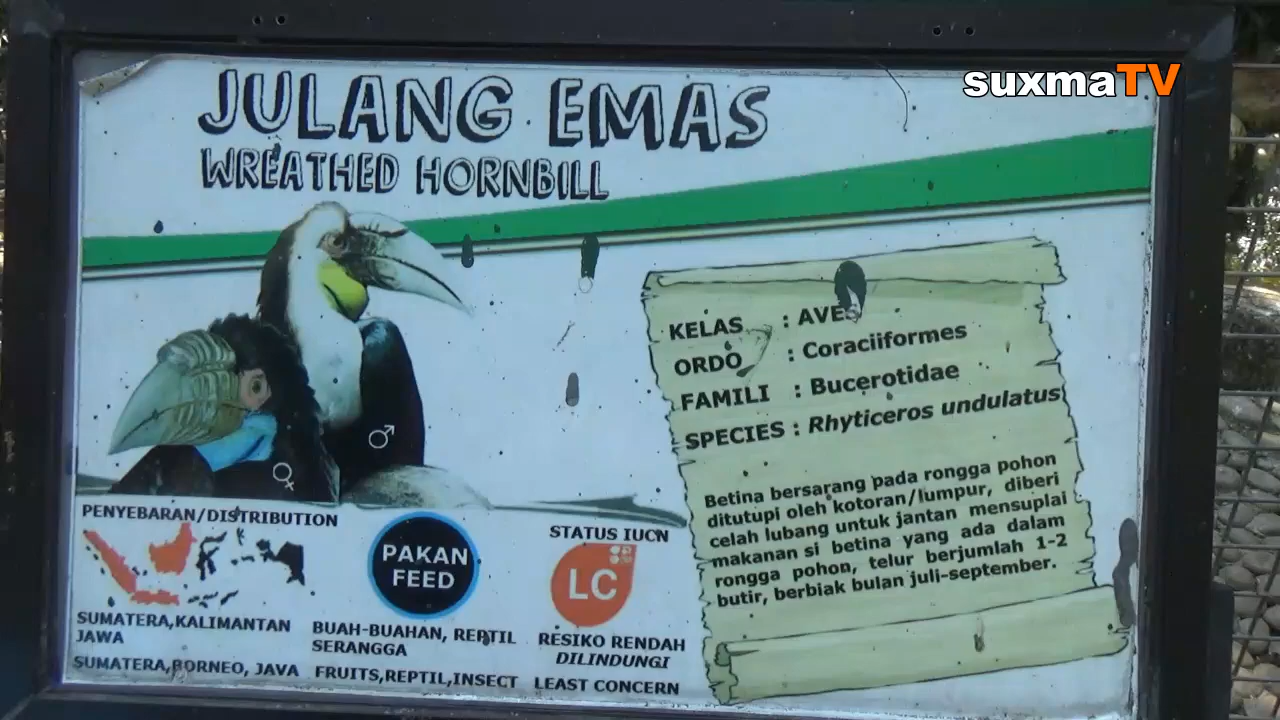 suxmaTV
JULANG EMAS
WREATHED HORNBILL
KELAS : AVES
ORDO : Coraciiformes
FAMILI : Bucerotidae
SPECIES : Rhyticeros undulatus
Betina bersarang pada rongga pohon
ditutupi oleh kotoran/lumpur, diberi
celah lubang untuk jantan mensuplai
makanan si betina yang ada dalam
rongga pohon, telur berjumlah 1-2
butir, berbiak bulan juli-september.
PENYEBARAN/DISTRIBUTION
SUMATERA,KALIMANTAN
JAWA
SUMATERA,BORNEO, JAVA
PAKAN
FEED
BUAH-BUAHAN, REPTIL
SERANGGA
FRUITS,REPTIL,INSECT
STATUS IUCN
LC
RESIKO RENDAH
DILINDUNGI
LEAST CONCERN